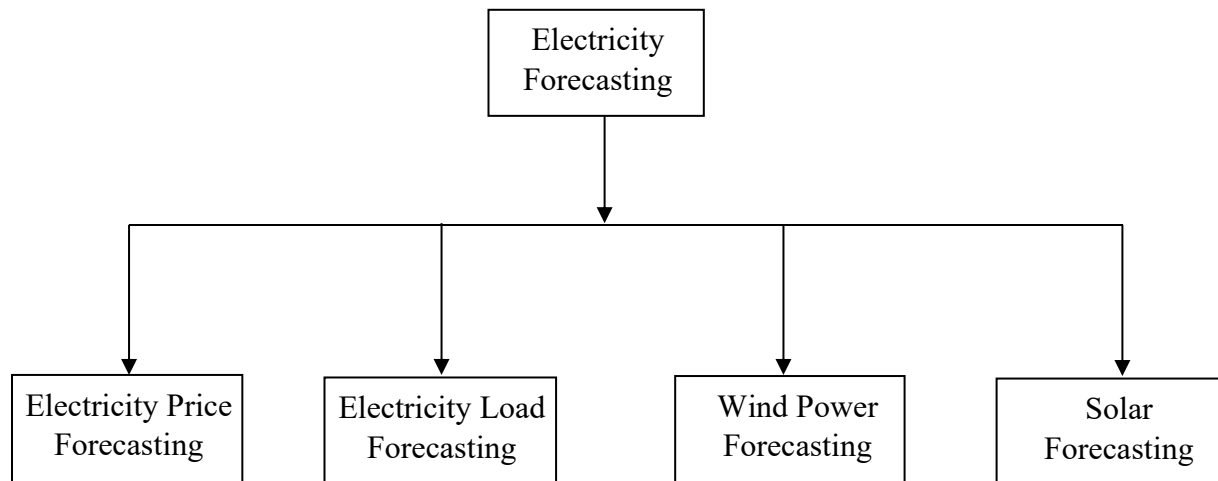 Electricity
Forecasting
Electricity Price
Forecasting
Electricity Load
Forecasting
Wind Power
Forecasting
Solar
Forecasting